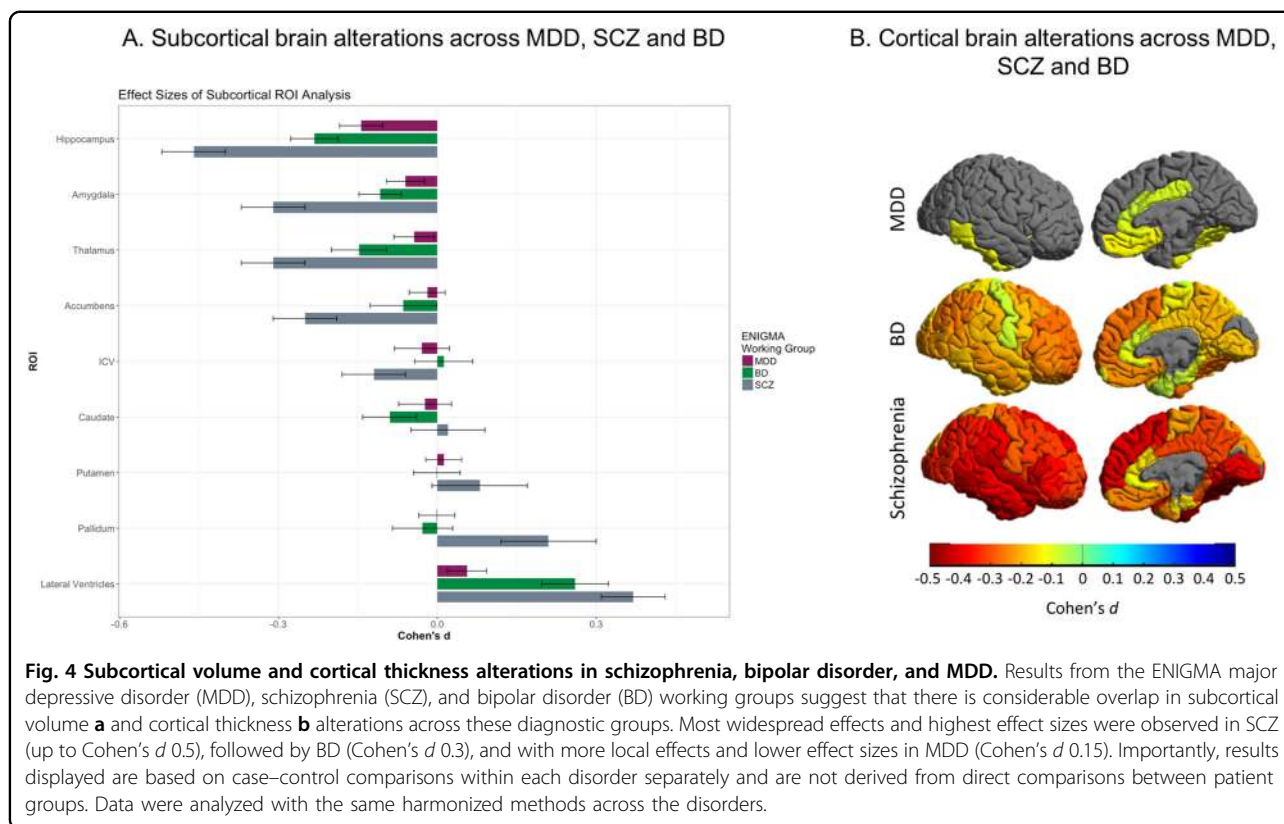 A. Subcortical brain alterations across MDD, SCZ and BD
Effect Sizes of Subcortical ROI Analysis
ROI
Hippocampus
Amygdala
Thalamus
Accumbens
ICV
Caudate
Putamen
Pallidum
Lateral Ventricles
-0.6 -0.3 0.0 0.3
Cohen's d
ENIGMA
Working Group
MDD
BD
SCZ
B. Cortical brain alterations across MDD,
SCZ and BD
MDD
BD
Schizophrenia
-0.5 -0.4 -0.3 -0.2 -0.1 0 0.1 0.2 0.3 0.4 0.5
Cohen's d
Fig. 4 Subcortical volume and cortical thickness alterations in schizophrenia, bipolar disorder, and MDD. Results from the ENIGMA major
depressive disorder (MDD), schizophrenia (SCZ), and bipolar disorder (BD) working groups suggest that there is considerable overlap in subcortical
volume a and cortical thickness b alterations across these diagnostic groups. Most widespread effects and highest effect sizes were observed in SCZ
(up to Cohen's d 0.5), followed by BD (Cohen's d 0.3), and with more local effects and lower effect sizes in MDD (Cohen's d 0.15). Importantly, results
displayed are based on case–control comparisons within each disorder separately and are not derived from direct comparisons between patient
groups. Data were analyzed with the same harmonized methods across the disorders.